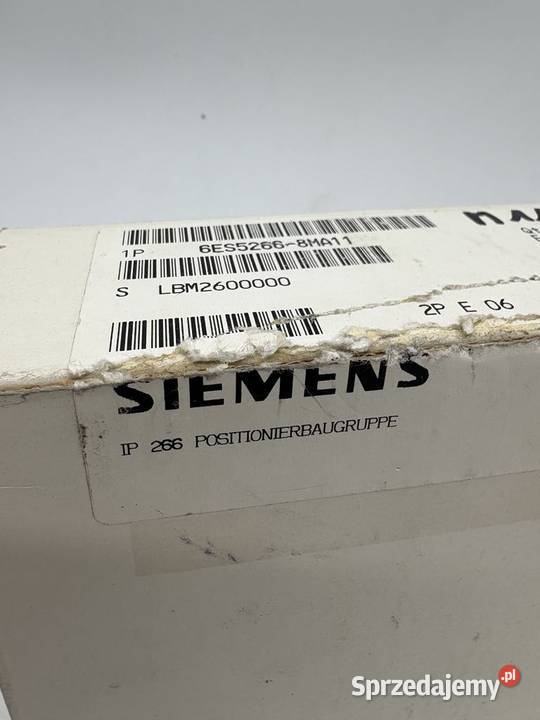 1P 6ES5266-8MA11
S LBM2600000
2P E 06
SIEMENS
IP 266 POSITIONIERBAUGRUPPE
Sprzedajemy.pl